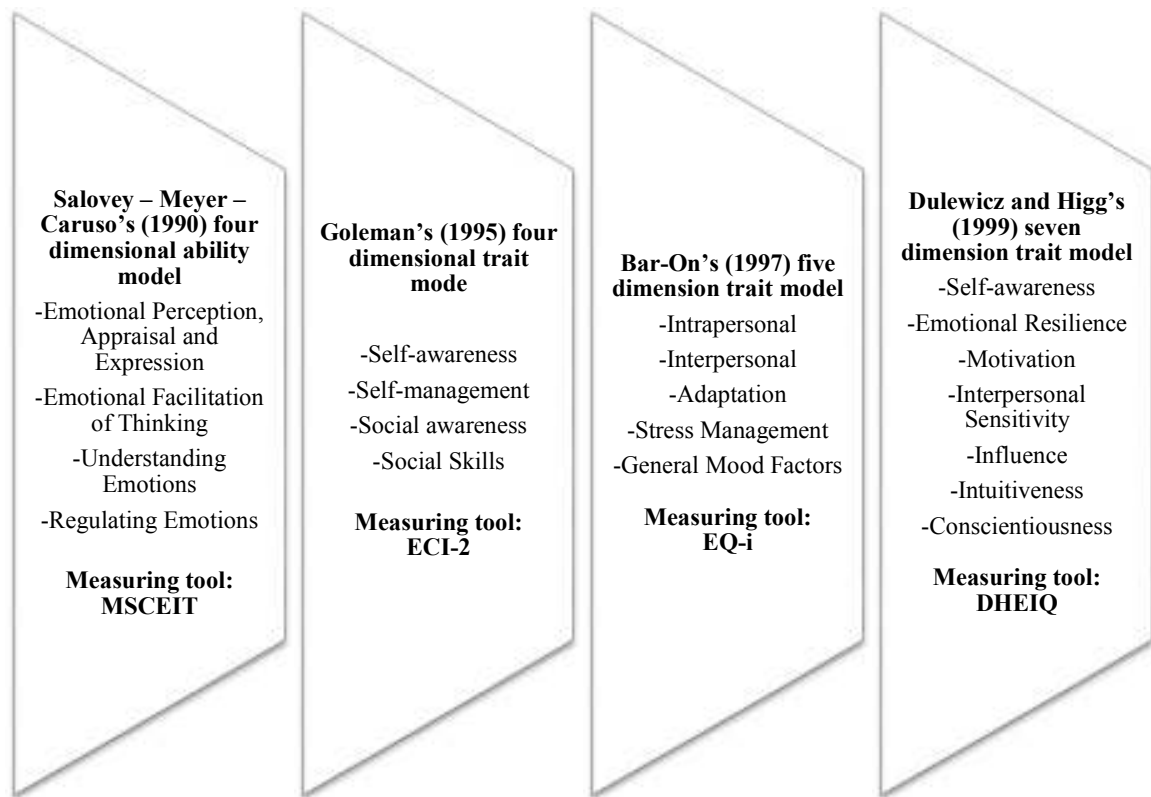 Salovey – Meyer –
Caruso’s (1990) four
dimensional ability
model
-Emotional Perception,
Appraisal and
Expression
-Emotional Facilitation
of Thinking
-Understanding
Emotions
-Regulating Emotions
Measuring tool:
MSCEIT
Goleman’s (1995) four
dimensional trait
mode
-Self-awareness
-Self-management
-Social awareness
-Social Skills
Measuring tool:
ECI-2
Bar-On’s (1997) five
dimension trait model
-Intrapersonal
-Interpersonal
-Adaptation
-Stress Management
-General Mood Factors
Measuring tool:
EQ-i
Dulewicz and Higg’s
(1999) seven
dimension trait model
-Self-awareness
-Emotional Resilience
-Motivation
-Interpersonal
Sensitivity
-Influence
-Intuitiveness
-Conscientiousness
Measuring tool:
DHEIQ